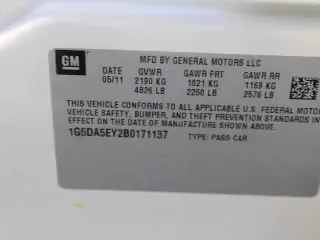 GM
MFD BY GENERAL MOTORS LLC
DATE GVWR GAWR FRT GAWR RR
05/11 2190 KG 1021 KG 1169 KG
4826 LB 2250 LB 2576 LB
THIS VEHICLE CONFORMS TO ALL APPLICABLE U.S. FEDERAL MOTOR
VEHICLE SAFETY, BUMPER, AND THEFT PREVENTION STANDARDS
IN EFFECT ON THE DATE OF MANUFACTURE SHOWN ABOVE.
1G6DA5EY2B0171137 TYPE: PASS CAR